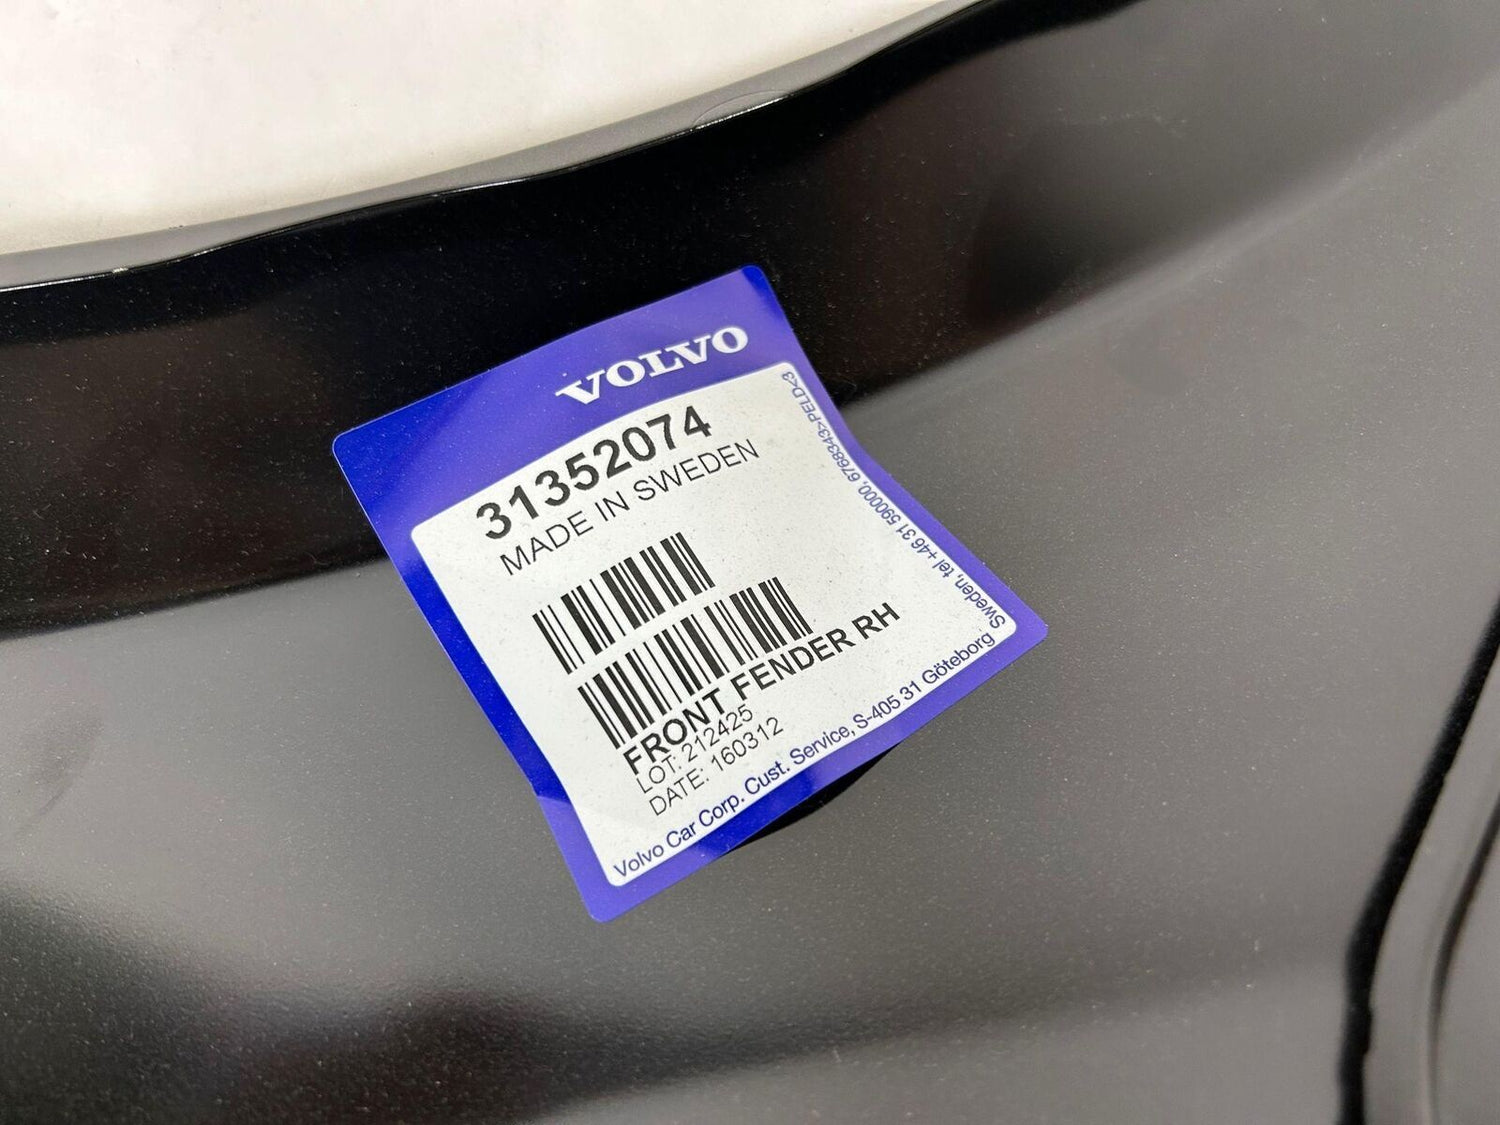 VOLVO
31352074
MADE IN SWEDEN
FRONT FENDER RH
LOT: 212425
DATE: 160312
Volvo Car Corp. Cust. Service, S-405 31 Göteborg
Sweden, tel +46 31 590000. 6768343>PELD<3